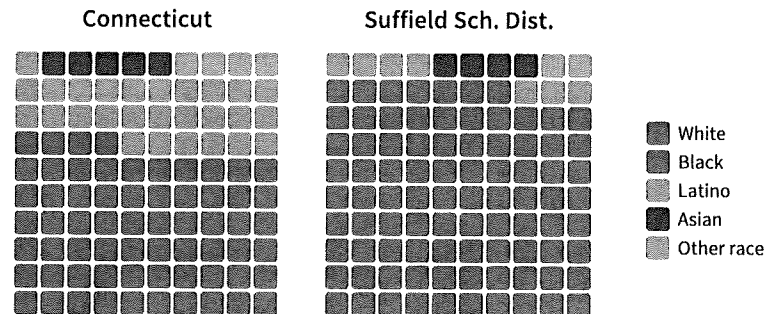 Connecticut
Suffield Sch. Dist.
White
Black
Latino
Asian
Other race